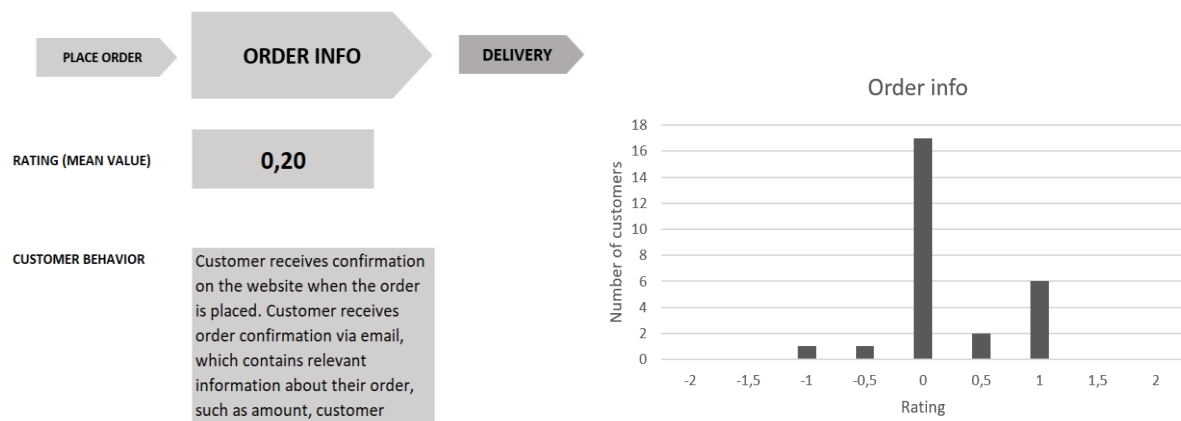 PLACE ORDER
ORDER INFO
DELIVERY
RATING (MEAN VALUE)
0,20
CUSTOMER BEHAVIOR
Customer receives confirmation
on the website when the order
is placed. Customer receives
order confirmation via email,
which contains relevant
information about their order,
such as amount, customer
Order info
Number of customers
18
16
14
12
10
8
6
4
2
0
-2
-1,5
-1
-0,5
0
0,5
1
1,5
2
Rating